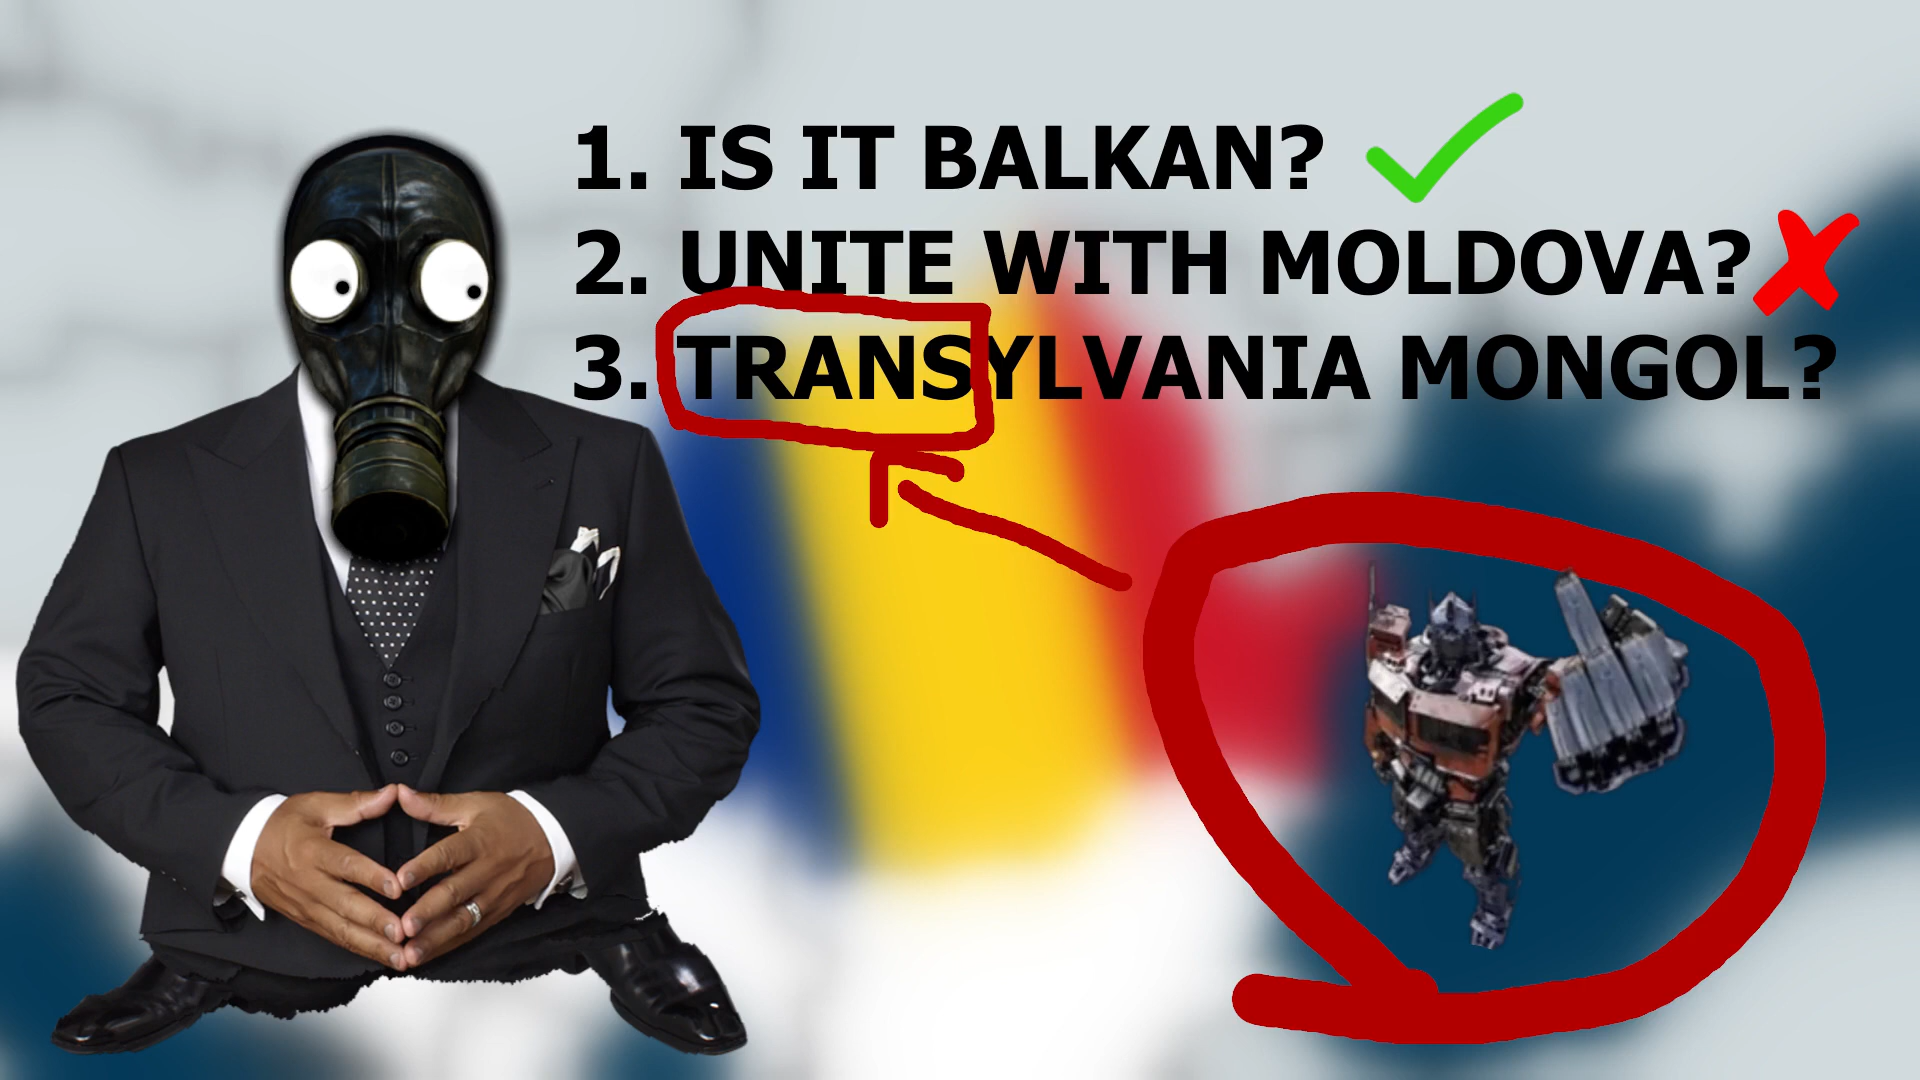 1. IS IT BALKAN?
2. UNITE WITH MOLDOVA?
3. TRANSYLVANIA MONGOL?